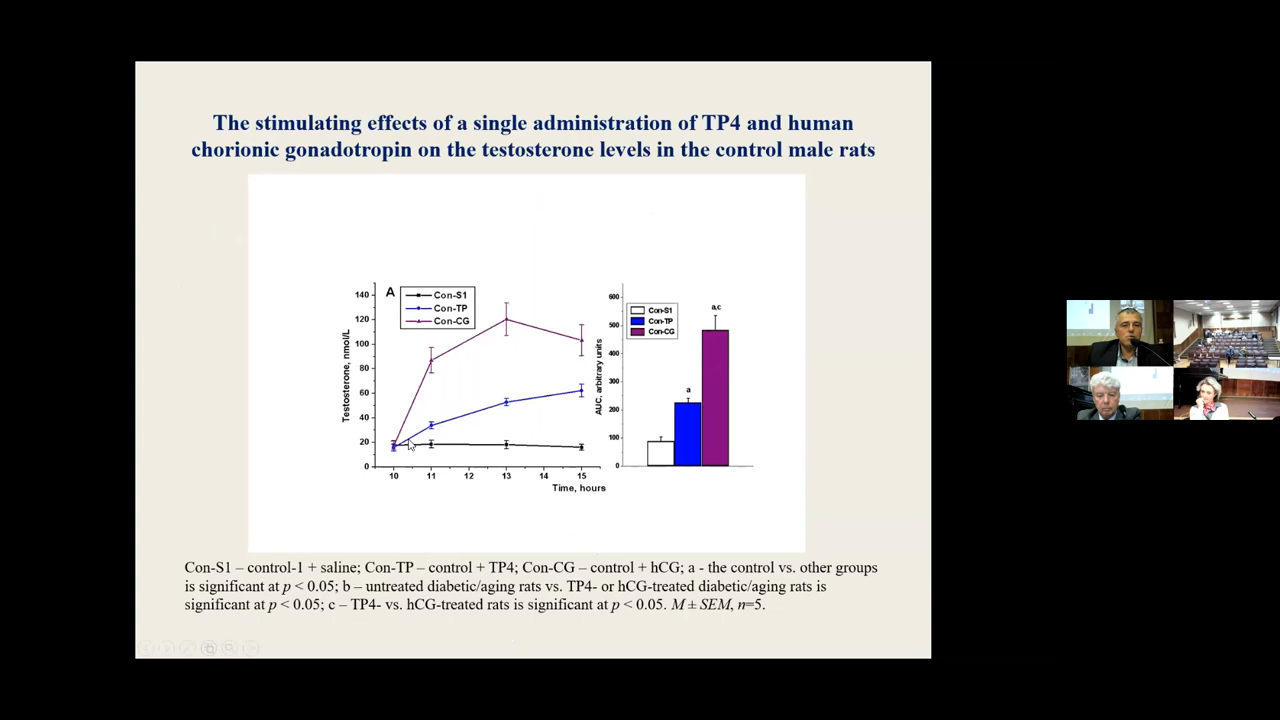 The stimulating effects of a single administration of TP4 and human
chorionic gonadotropin on the testosterone levels in the control male rats
A
Con-S1
Con-TP
Con-CG
140
120
100
80
60
40
20
0
Testosterone, nmol/L
10 11 13 14 15
Time, hours
600
500
400
300
200
100
0
AUC, arbitrary units
Con-S1
Con-TP
Con-CG
a
a,c
Con-S1 – control-1 + saline; Con-TP – control + TP4; Con-CG – control + hCG; a - the control vs. other groups
is significant at p < 0.05; b – untreated diabetic/aging rats vs. TP4- or hCG-treated diabetic/aging rats is
significant at p < 0.05; c – TP4- vs. hCG-treated rats is significant at p < 0.05. M ± SEM, n=5.